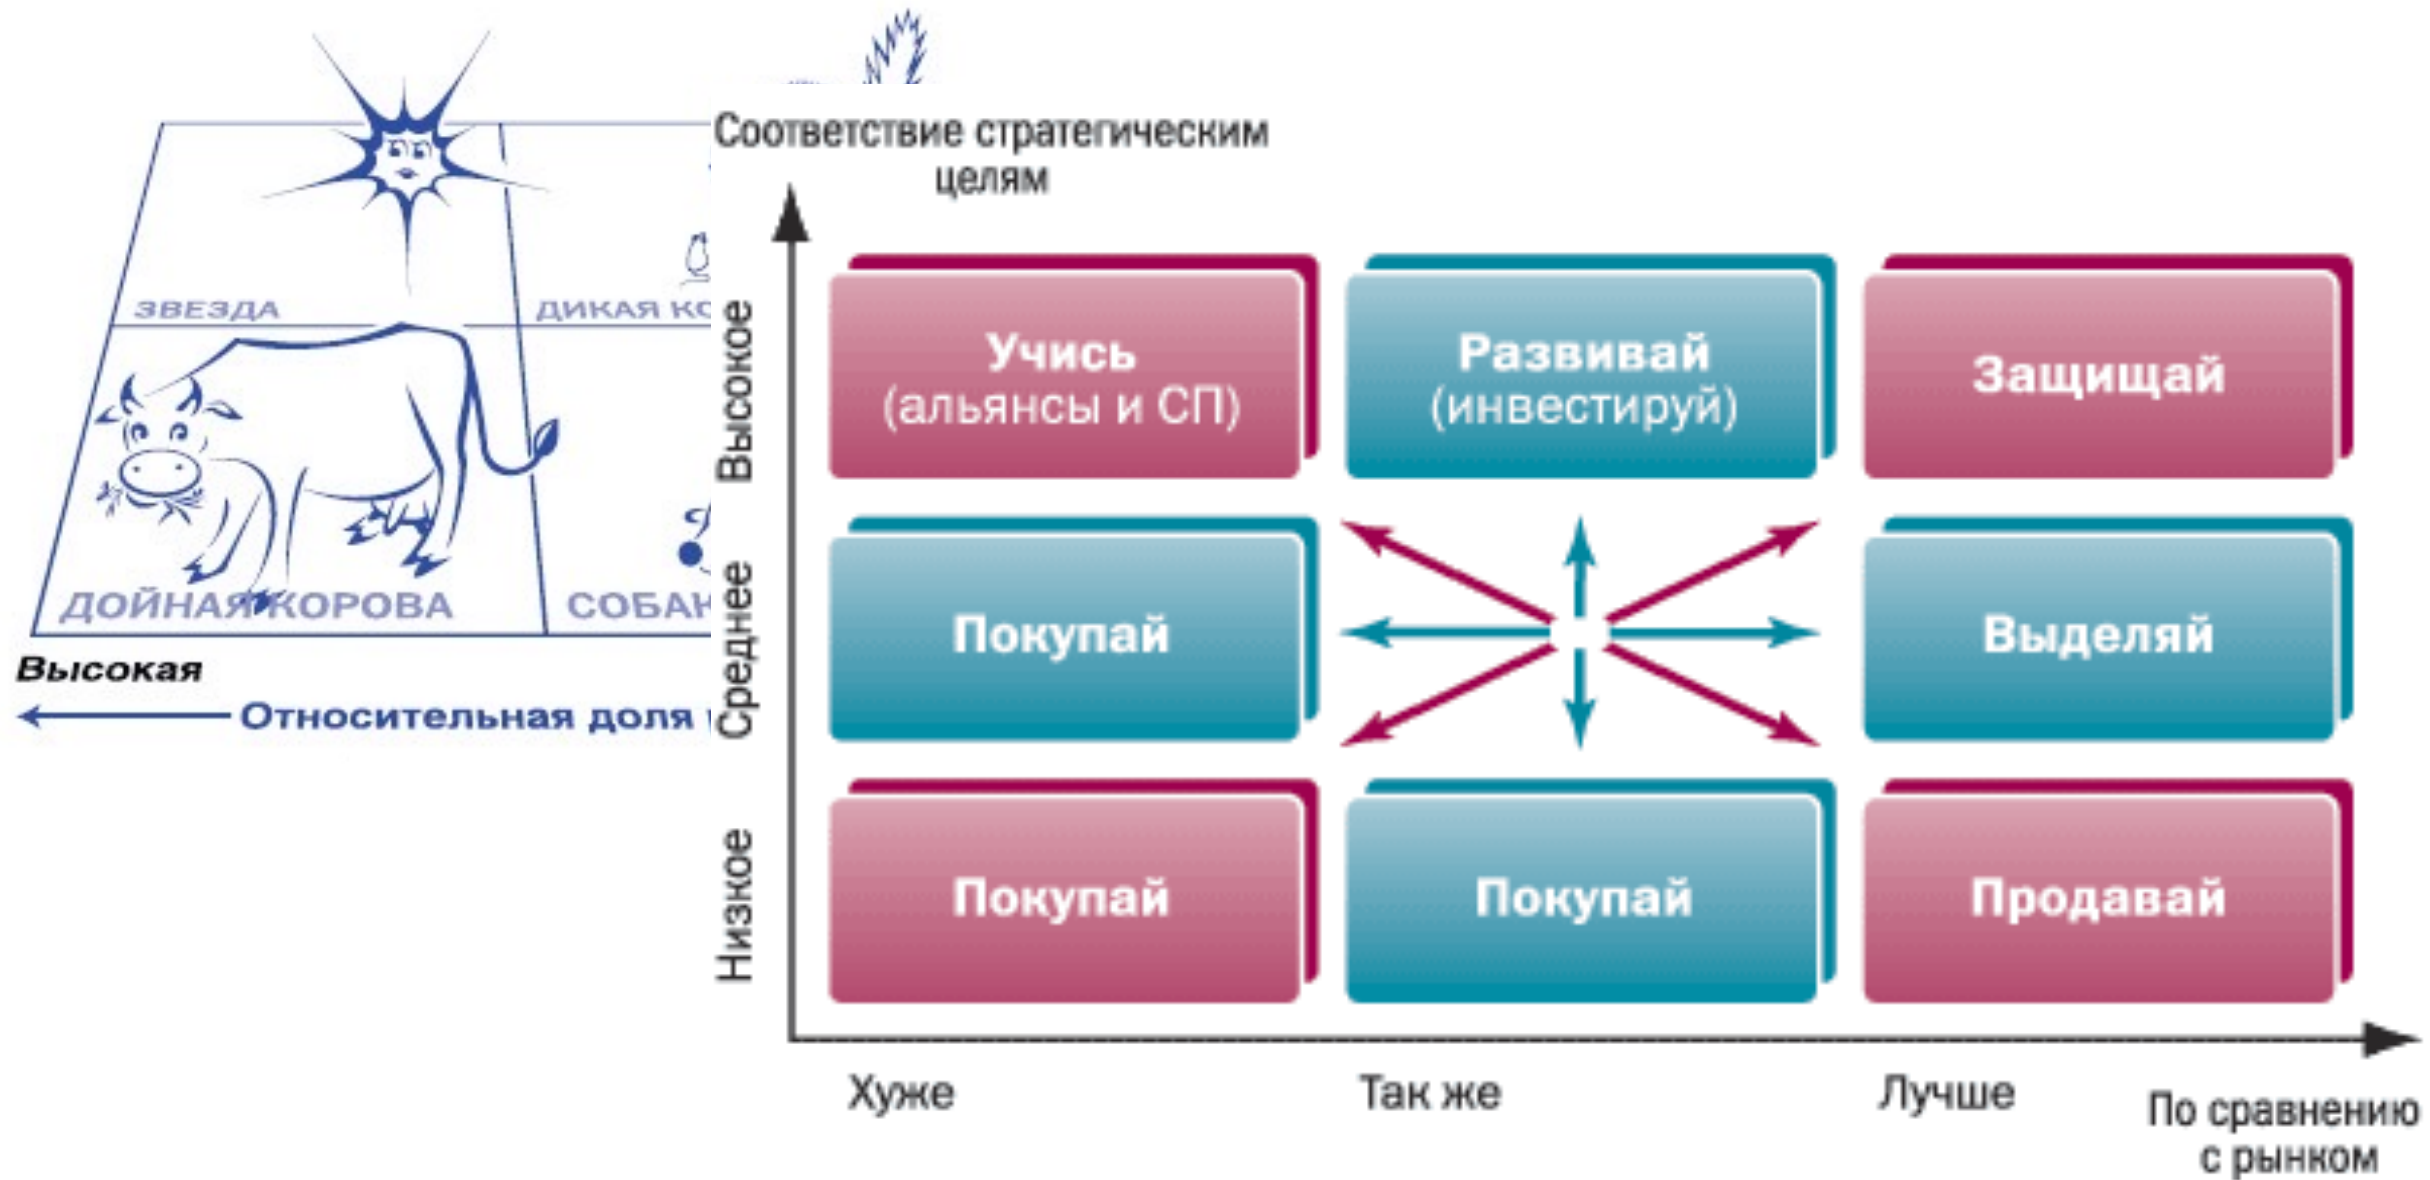 ЗВЕЗДА
ДИКАЯ
ДОЙНАЯ КОРОВА
Высокая
Относительная доля
Соответствие стратегическим
целям
Высокое
Учись
(альянсы и СП)
Развивай
(инвестируй)
Защищай
Среднее
Покупай
Выделяй
Низкое
Покупай
Покупай
Продавай
Хуже
Так же
Лучше
По сравнению
с рынком